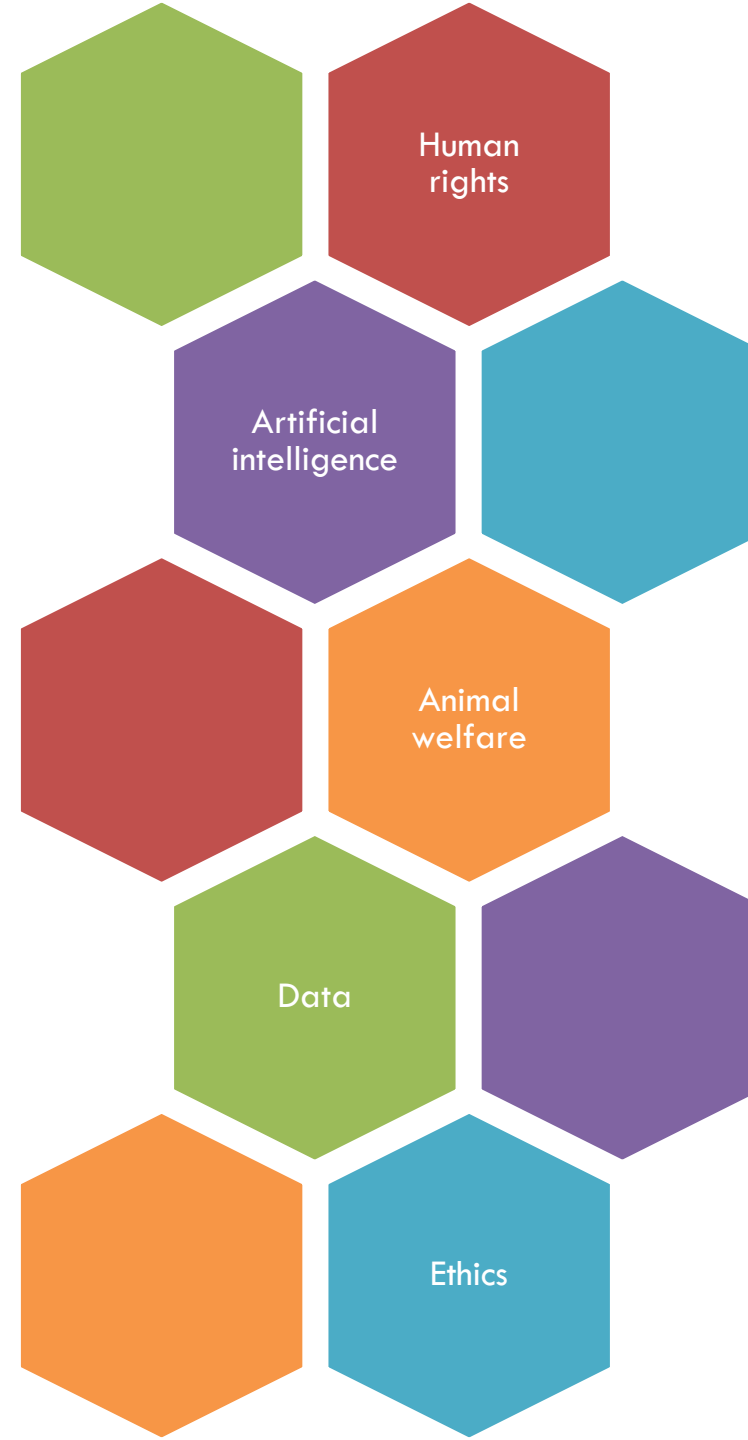 Human
rights
Artificial
intelligence
Animal
welfare
Data
Ethics